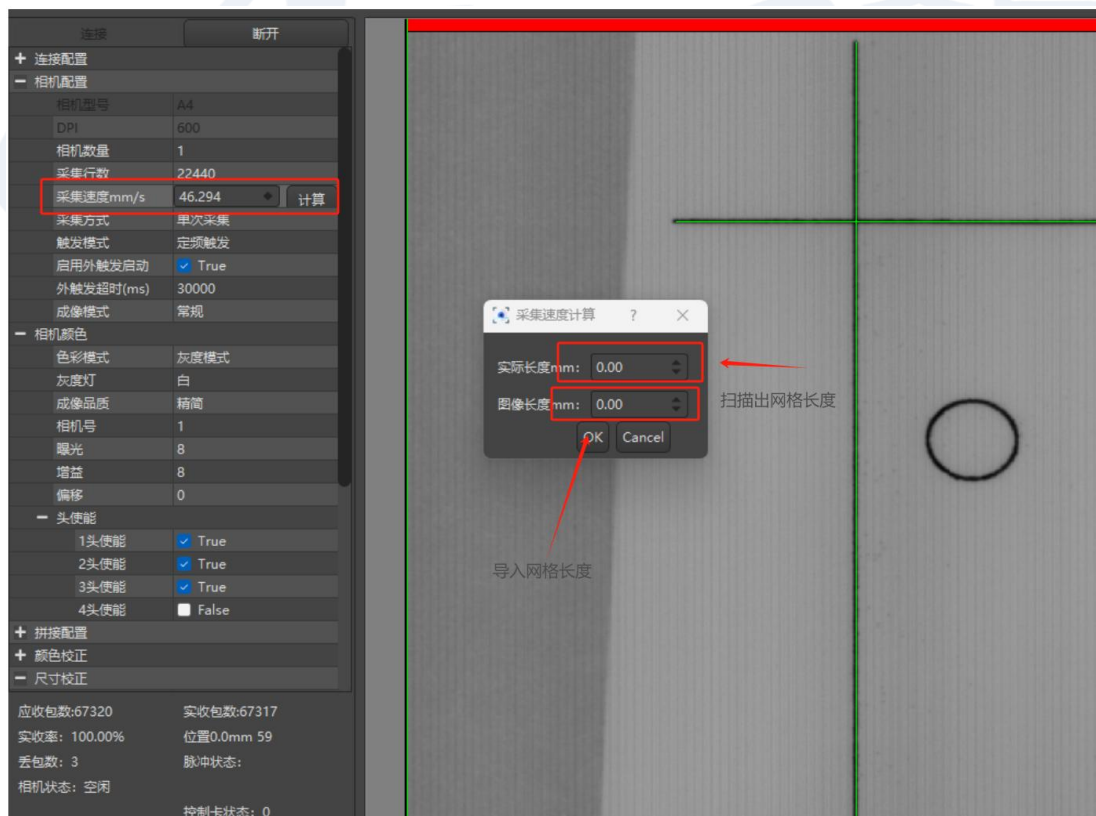 连接 断开
连接配置
相机配置
相机型号 A4
DPI 600
相机数量 1
采集行数 22440
采集速度mm/s 46.294 计算
采集方式 单次采集
触发模式 定频触发
启用外触发启动 True
外触发超时(ms) 30000
成像模式 常规
相机颜色
色彩模式 灰度模式
灰度灯 白
成像品质 精简
相机号 1
曝光 8
增益 8
偏移 0
头使能
1头使能 True
2头使能 True
3头使能 True
4头使能 False
拼接配置
颜色校正
尺寸校正
应收包数:67320 实收包数:67317
实收率: 100.00% 位置0.0mm 59
丢包数: 3 脉冲状态:
相机状态: 空闲
控制卡状态: 0
采集速度计算 ?
实际长度mm: 0.00
图像长度mm: 0.00
OK Cancel
扫描出网格长度
导入网格长度